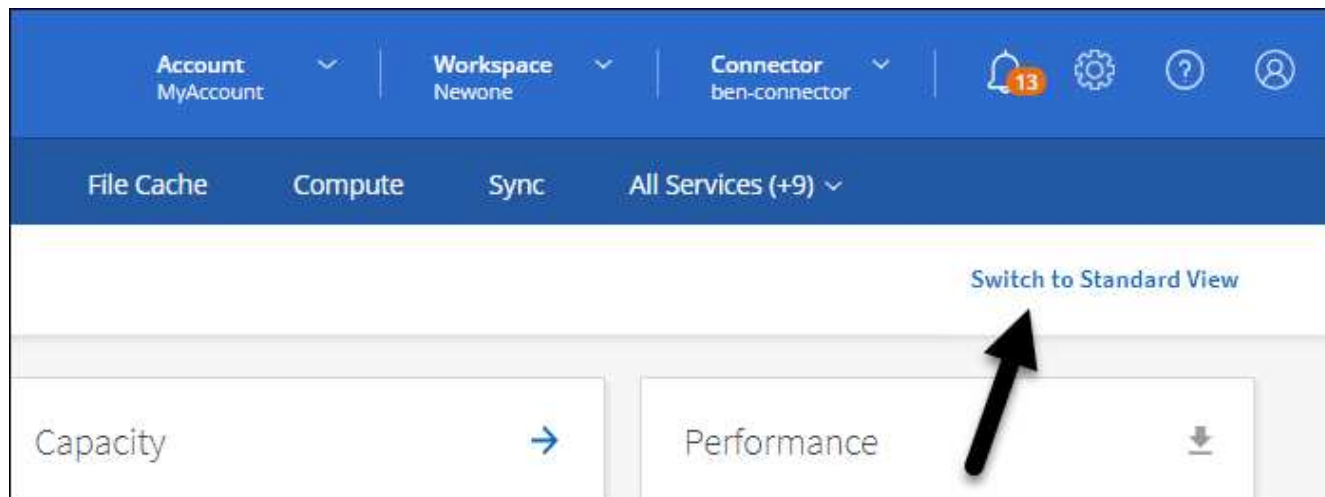 Account
MyAccount
Workspace
Newone
Connector
ben-connector
13
File Cache Compute Sync All Services (+9)
Switch to Standard View
Capacity
Performance